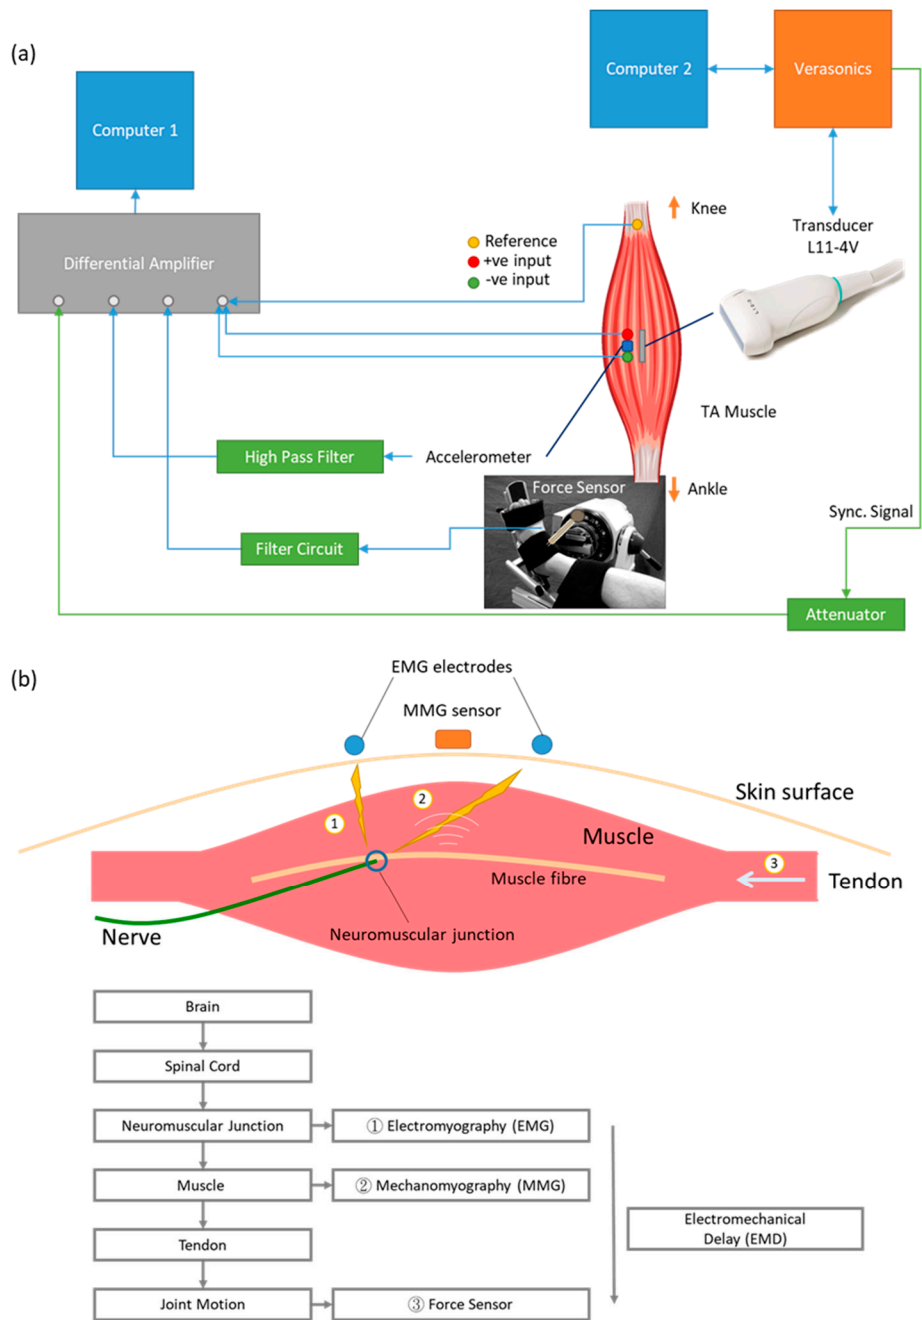 (a)
Computer 1
Computer 2
Verasonics
Differential Amplifier
Reference
+ve input
-ve input
Knee
Transducer
L11-4V
TA Muscle
High Pass Filter
Accelerometer
Force Sensor
Ankle
Filter Circuit
Sync. Signal
Attenuator
(b)
EMG electrodes
MMG sensor
Skin surface
1
2
Muscle
3
Muscle fibre
Tendon
Nerve
Neuromuscular junction
Brain
Spinal Cord
Neuromuscular Junction
① Electromyography (EMG)
Muscle
② Mechanomyography (MMG)
Electromechanical
Delay (EMD)
Tendon
Joint Motion
③ Force Sensor